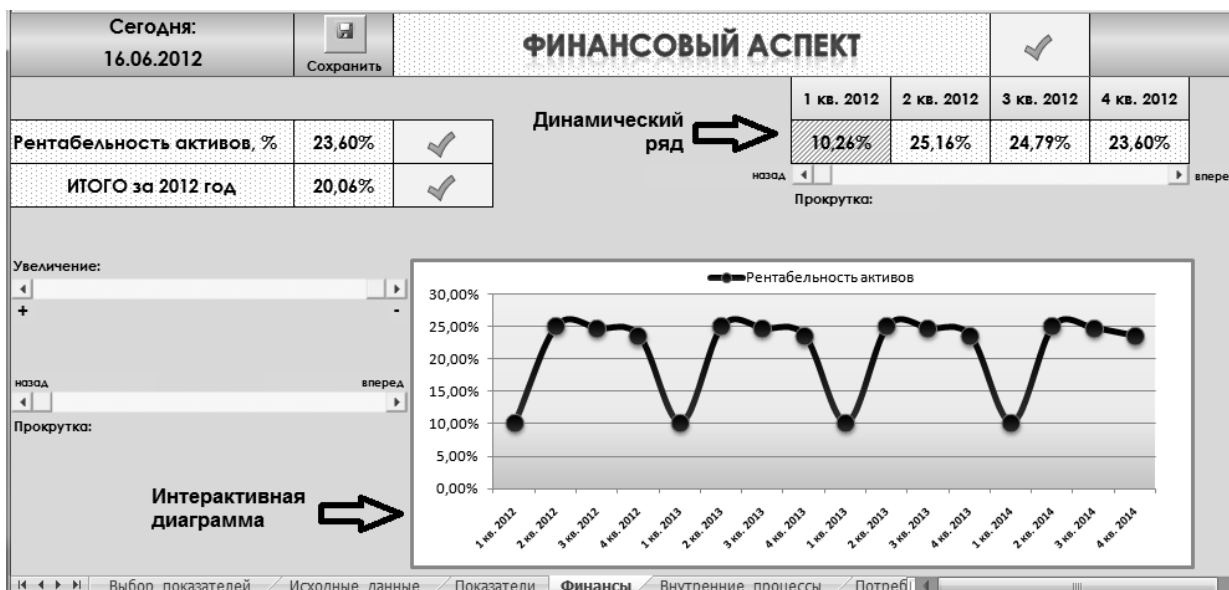 Сегодня:
16.06.2012
Сохранить
ФИНАНСОВЫЙ АСПЕКТ
1 кв. 2012 2 кв. 2012 3 кв. 2012 4 кв. 2012
Динамический
ряд
10,26% 25,16% 24,79% 23,60%
назад впере
Прокрутка:
Рентабельность активов, % 23,60%
ИТОГО за 2012 год 20,06%
Увеличение:
+ -
назад вперед
Прокрутка:
Интерактивная
диаграмма
Рентабельность активов
30,00%
25,00%
20,00%
15,00%
10,00%
5,00%
0,00%
1 кв. 2012 2 кв. 2012 3 кв. 2012 4 кв. 2012 1 кв. 2013 2 кв. 2013 3 кв. 2013 4 кв. 2013 1 кв. 2013 2 кв. 2013 3 кв. 2013 4 кв. 2013 1 кв. 2014 2 кв. 2014 3 кв. 2014 4 кв. 2014
Выбор показателей Исходные данные Показатели Финансы Внутренние процессы Потреб